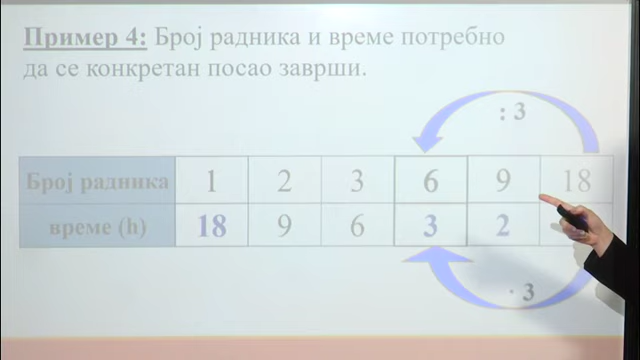 Пример 4: Број радника и време потребно
да се конкретан посао заврши.
: 3
Број радника 1 2 3 6 9 18
време (h) 18 9 6 3 2
· 3